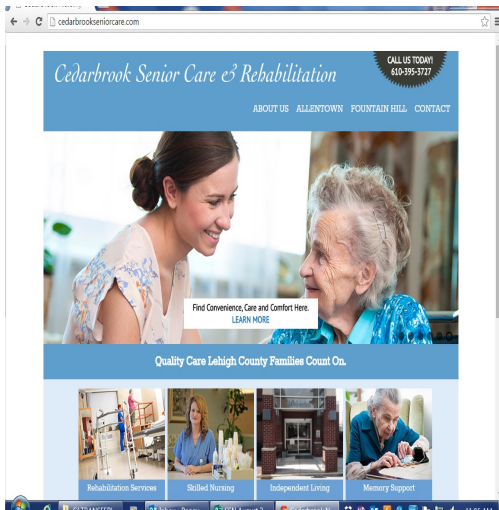 cedarbrookseniorcare.com
Cedarbrook Senior Care & Rehabilitation
CALL US TODAY!
610-395-3727
ABOUT US ALLENTOWN FOUNTAIN HILL CONTACT
Find Convenience, Care and Comfort Here.
LEARN MORE
Quality Care Lehigh County Families Count On.
Rehabilitation Services Skilled Nursing Independent Living Memory Support